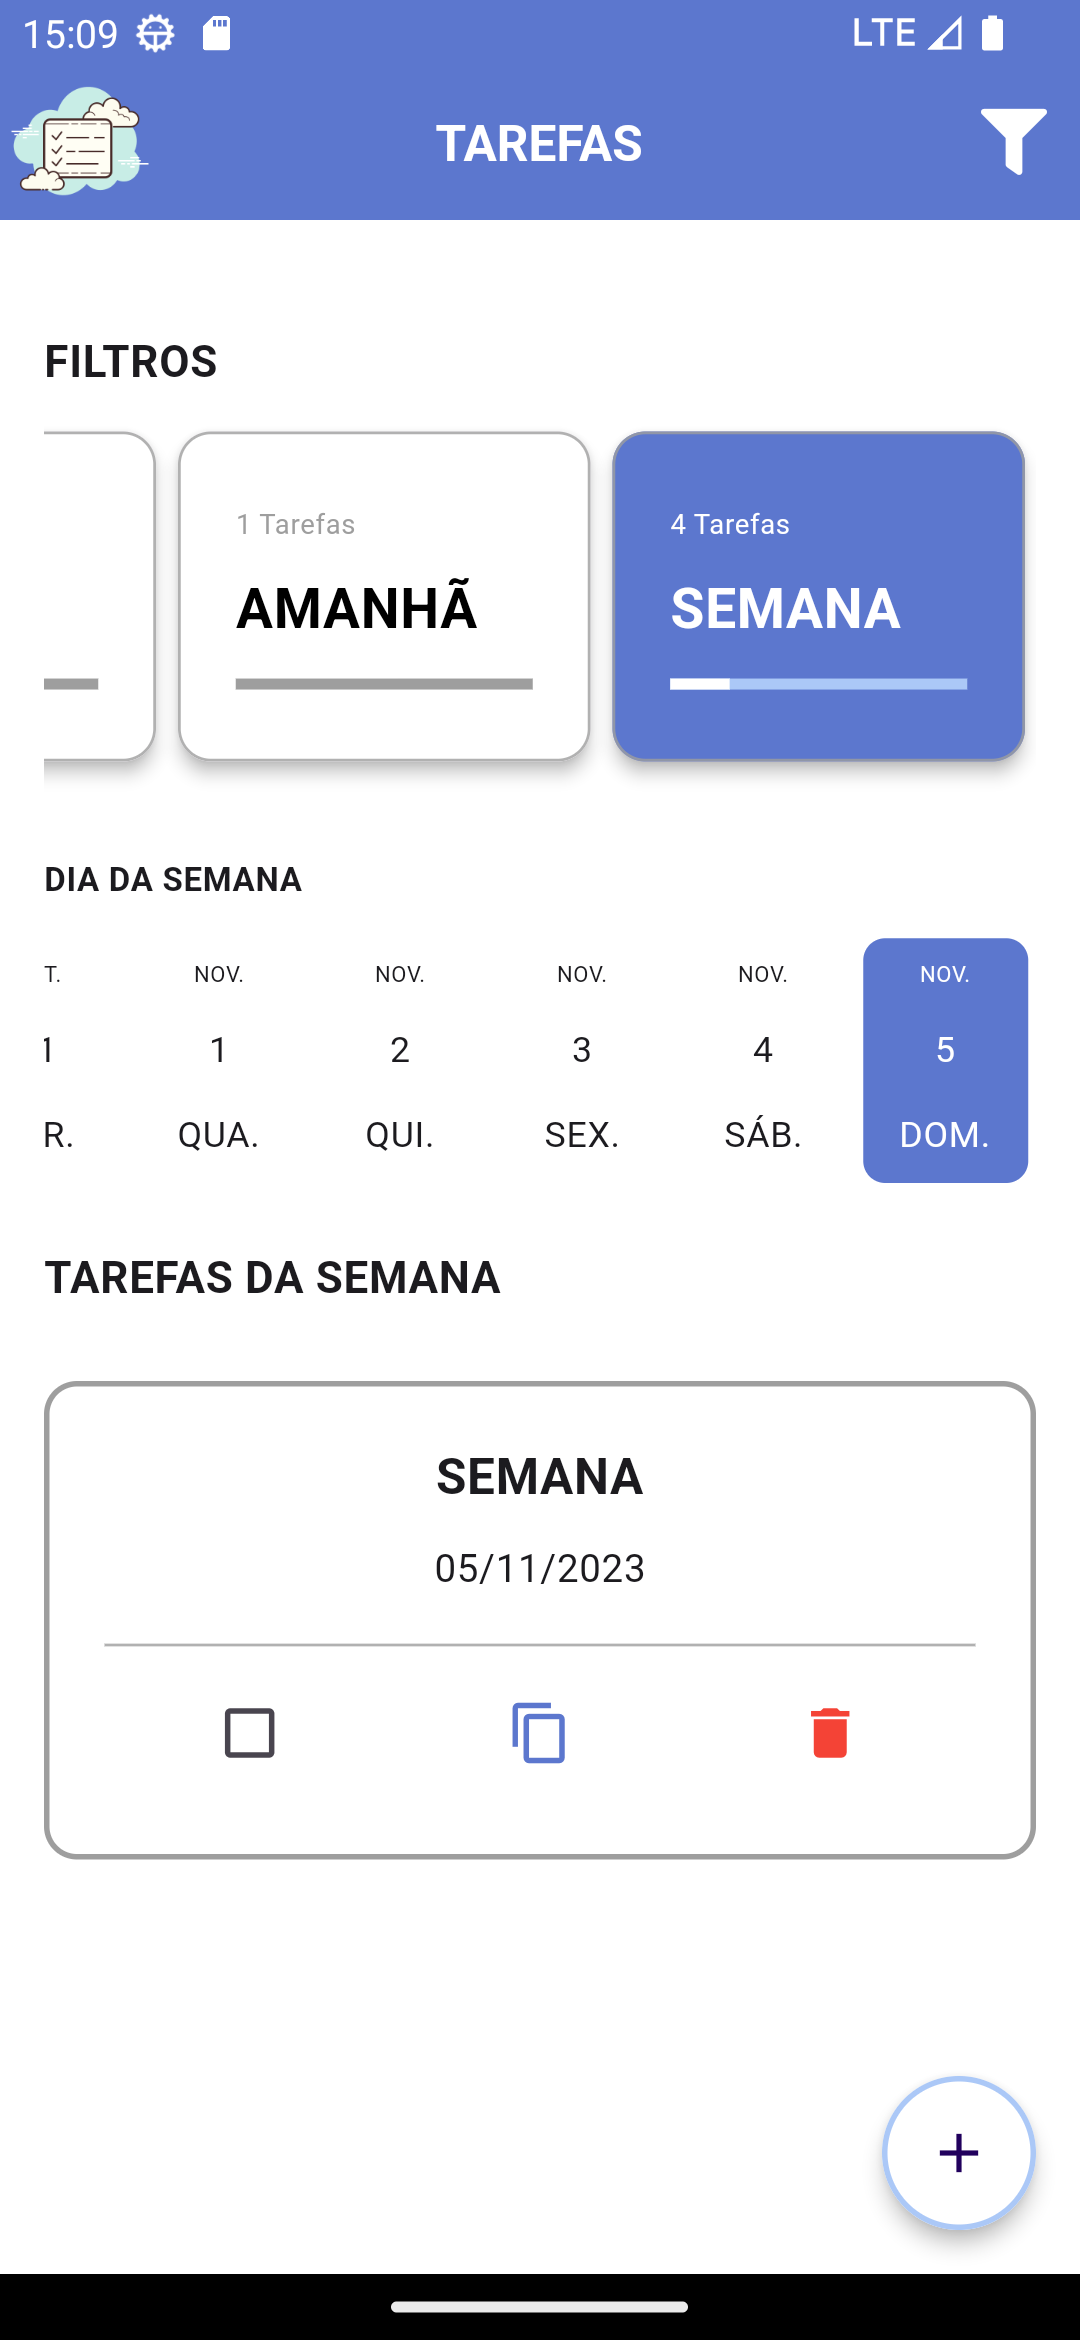 15:09 LTE
TAREFAS
FILTROS
1 Tarefas 4 Tarefas
AMANHÃ SEMANA
DIA DA SEMANA
T. NOV. NOV. NOV. NOV. NOV.
1 1 2 3 4 5
R. QUA. QUI. SEX. SÁB. DOM.
TAREFAS DA SEMANA
SEMANA
05/11/2023